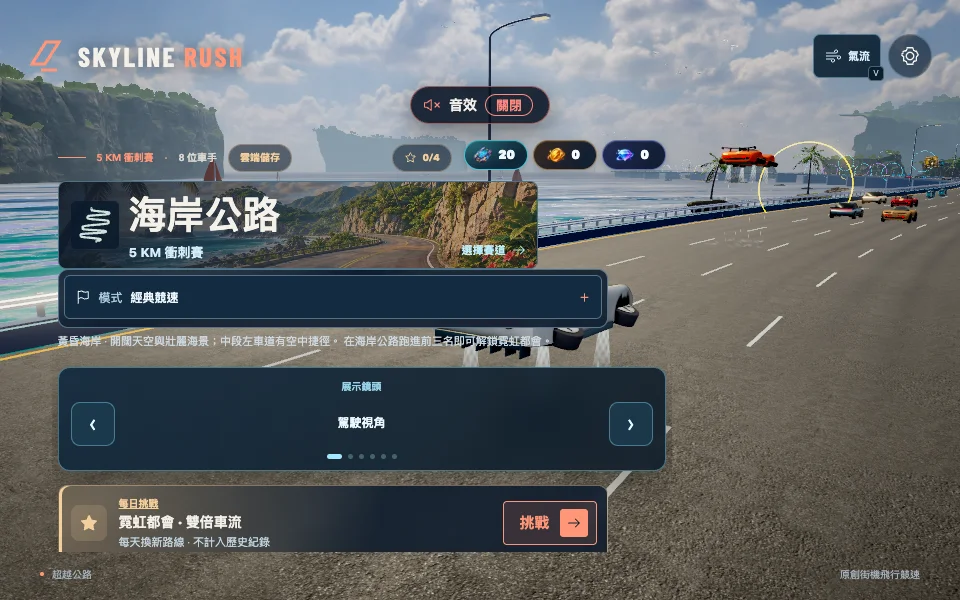 SKYLINE RUSH
氣流
V
音效 關閉
5 KM 衝刺賽 · 8 位車手 雲端儲存
0/4 20 0 0
海岸公路
5 KM 衝刺賽
選擇賽道 →
模式 經典競速 +
黃昏海岸 · 開闊天空與壯麗海景；中段左車道有空中捷徑。 在海岸公路跑進前三名即可解鎖霓虹都會。
展示鏡頭
‹ 駕駛視角 ›
每日挑戰
霓虹都會 · 雙倍車流
每天換新路線 · 不計入歷史紀錄
挑戰 →
超越公路
原創街機飛行競速